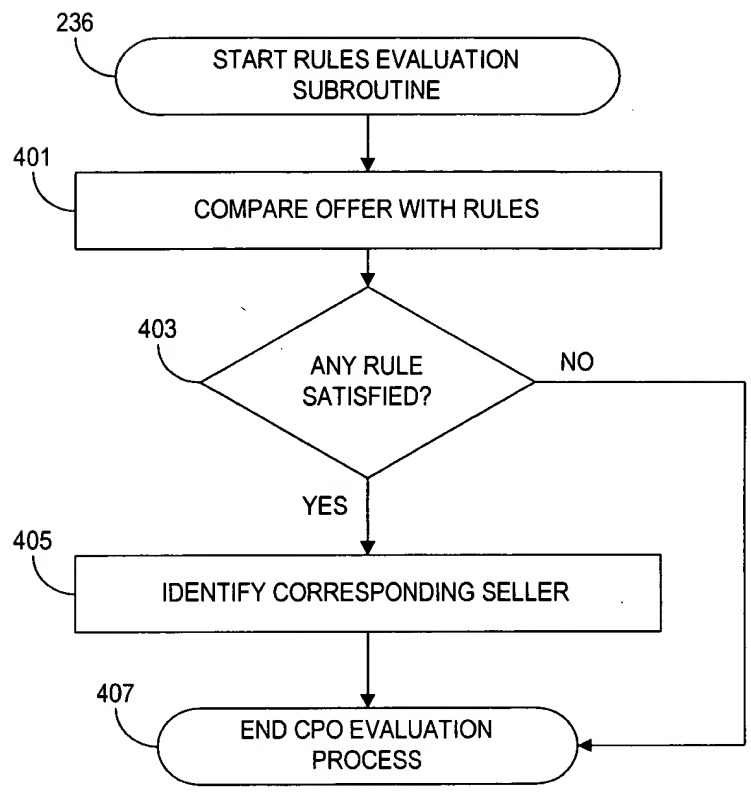 236
START RULES EVALUATION
SUBROUTINE
401
COMPARE OFFER WITH RULES
403
ANY RULE
SATISFIED?
NO
YES
405
IDENTIFY CORRESPONDING SELLER
407
END CPO EVALUATION
PROCESS